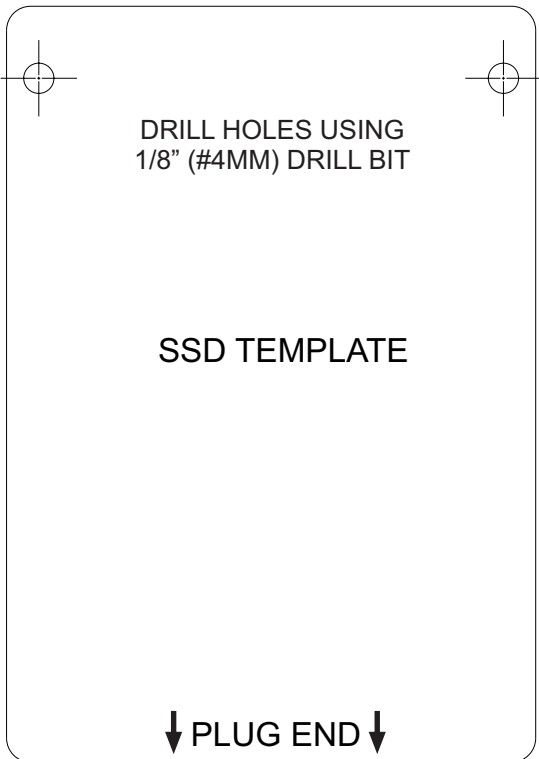 DRILL HOLES USING
1/8” (#4MM) DRILL BIT
SSD TEMPLATE
PLUG END